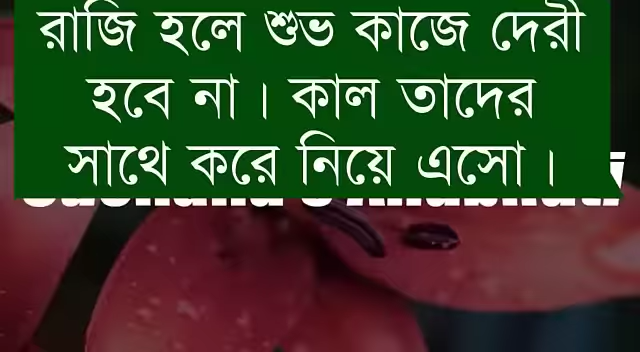 রাজি হলে শুভ কাজে দেরী
হবে না। কাল তাদের
সাথে করে নিয়ে এসো।